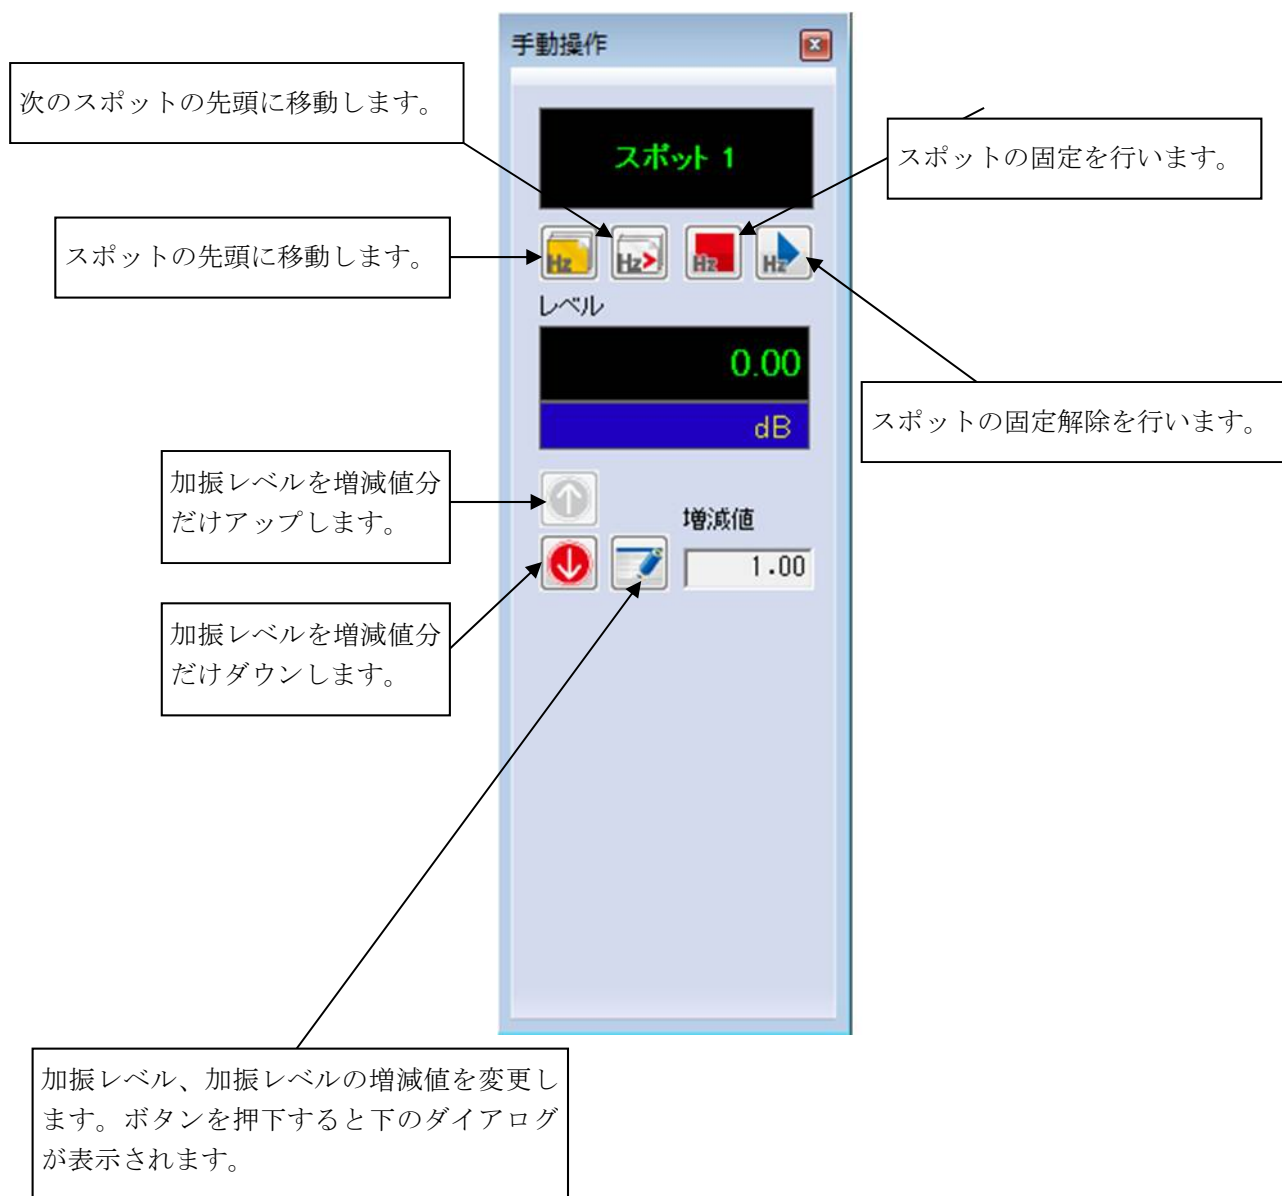 手動操作
次のスポットの先頭に移動します。
スポット 1
スポットの固定を行います。
スポットの先頭に移動します。
Hz
Hz>
Hz
Hz
レベル
0.00
dB
スポットの固定解除を行います。
加振レベルを増減値分
だけアップします。
増減値
1.00
加振レベルを増減値分
だけダウンします。
加振レベル、加振レベルの増減値を変更し
ます。ボタンを押下すると下のダイアログ
が表示されます。